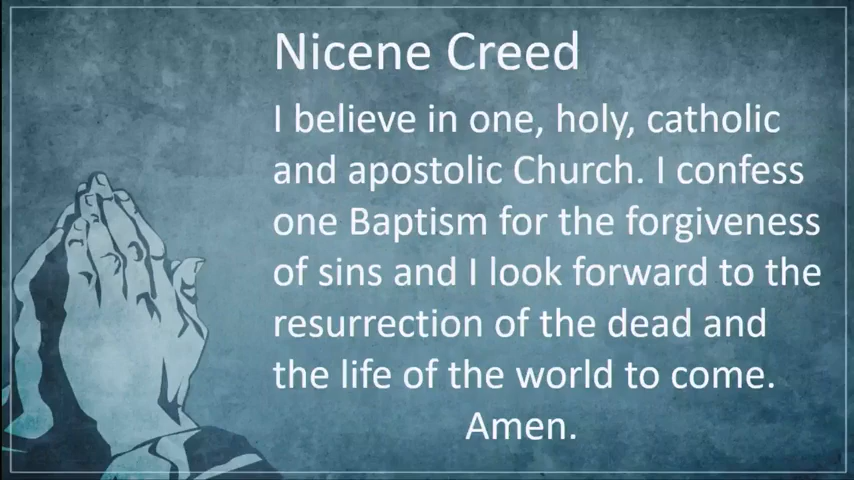 Nicene Creed
I believe in one, holy, catholic
and apostolic Church. I confess
one Baptism for the forgiveness
of sins and I look forward to the
resurrection of the dead and
the life of the world to come.
Amen.